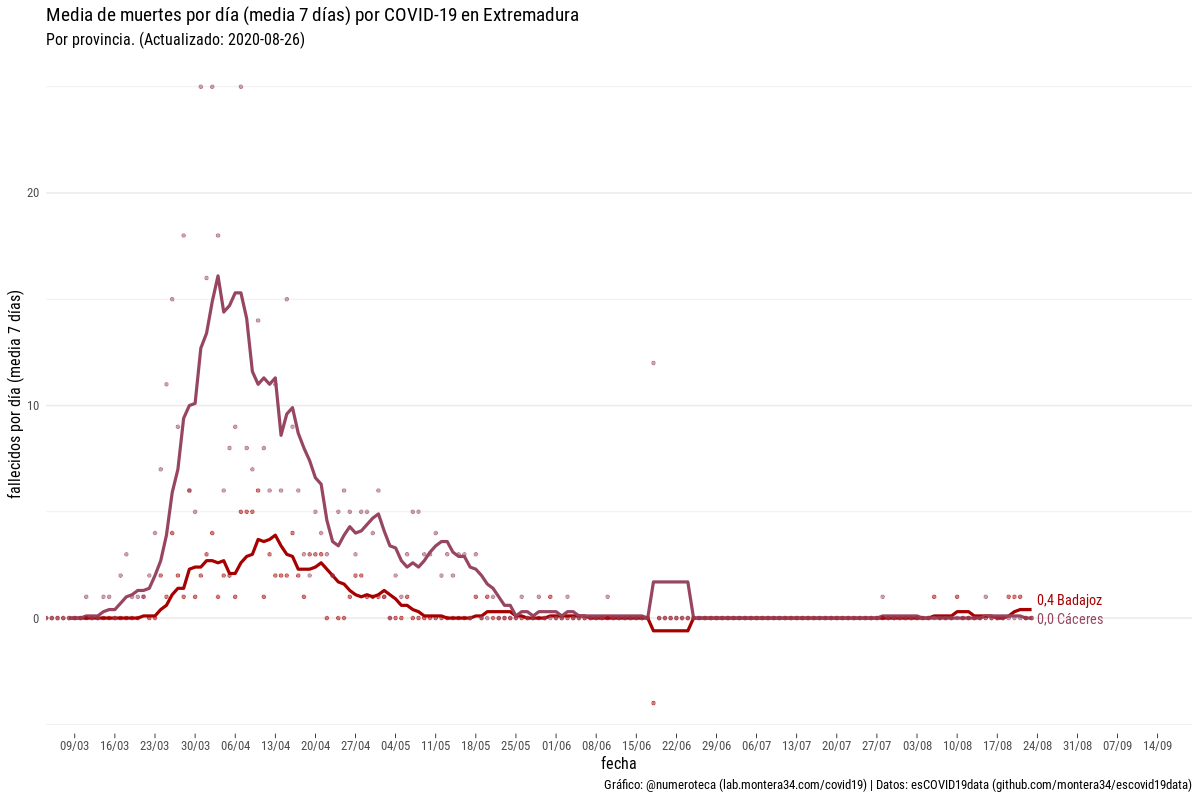 Media de muertes por día (media 7 días) por COVID-19 en Extremadura
Por provincia. (Actualizado: 2020-08-26)
fallecidos por día (media 7 días)
20
10
0
0,4 Badajoz
0,0 Cáceres
09/03 16/03 23/03 30/03 06/04 13/04 20/04 27/04 04/05 11/05 18/05 25/05 01/06 08/06 15/06 22/06 29/06 06/07 13/07 20/07 27/07 03/08 10/08 17/08 24/08 31/08 07/09 14/09
fecha
Gráfico: @numeroteca (lab.montera34.com/covid19) | Datos: esCOVID19data (github.com/montera34/escovid19data)